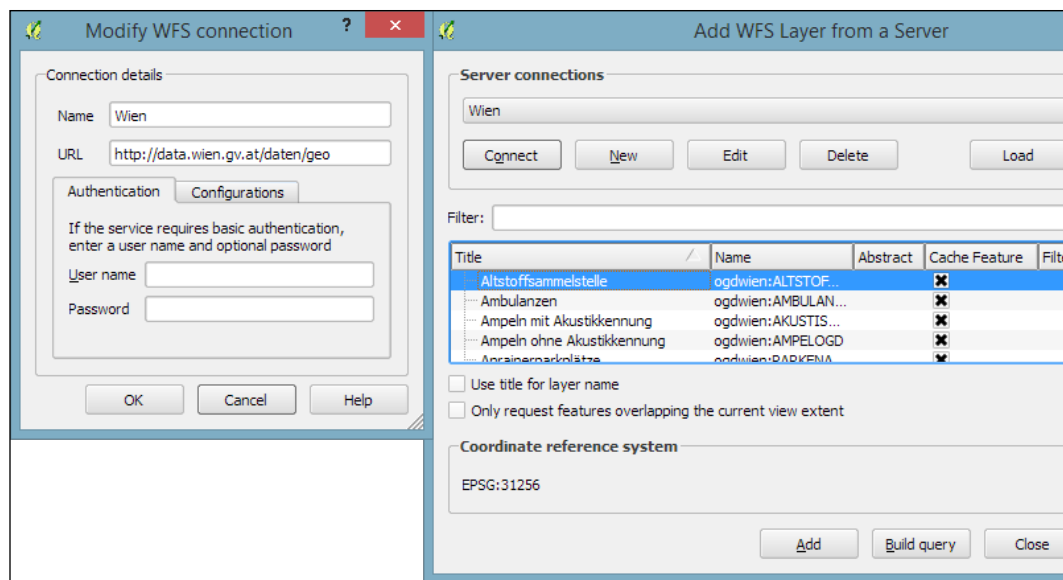 Modify WFS connection ?
Connection details
Name Wien
URL http://data.wien.gv.at/daten/geo
Authentication Configurations
If the service requires basic authentication,
enter a user name and optional password
User name
Password
OK Cancel Help
Add WFS Layer from a Server
Server connections
Wien
Connect New Edit Delete Load
Filter:
Title Name Abstract Cache Feature Filt
Altstoffsammelstelle ogdwien:ALTSTOF...
Ambulanzen ogdwien:AMBULAN...
Ampeln mit Akustikkennung ogdwien:AKUSTIS...
Ampeln ohne Akustikkennung ogdwien:AMPELOGD
Anrainerparkplätze ogdwien:PARKENA
Use title for layer name
Only request features overlapping the current view extent
Coordinate reference system
EPSG:31256
Add Build query Close